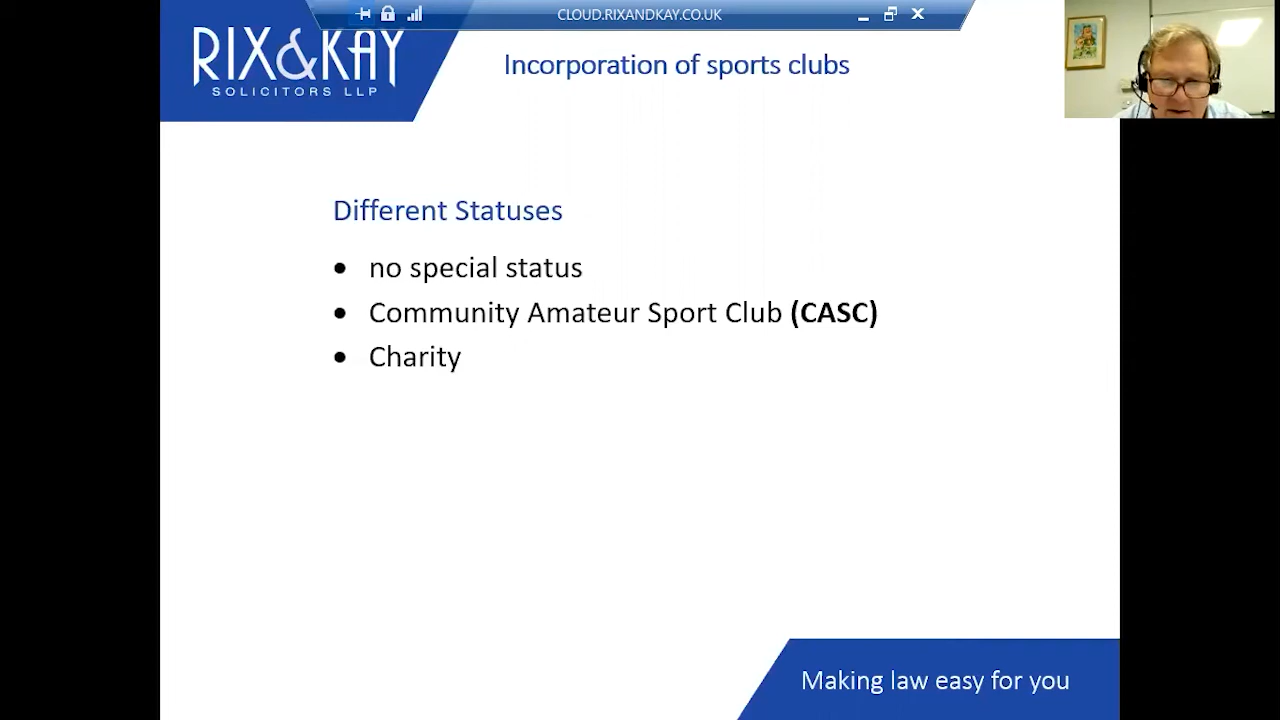 CLOUD.RIXANDKAY.CO.UK
RIX&KAY
SOLICITORS LLP
Incorporation of sports clubs
Different Statuses
• no special status
• Community Amateur Sport Club (CASC)
• Charity
Making law easy for you